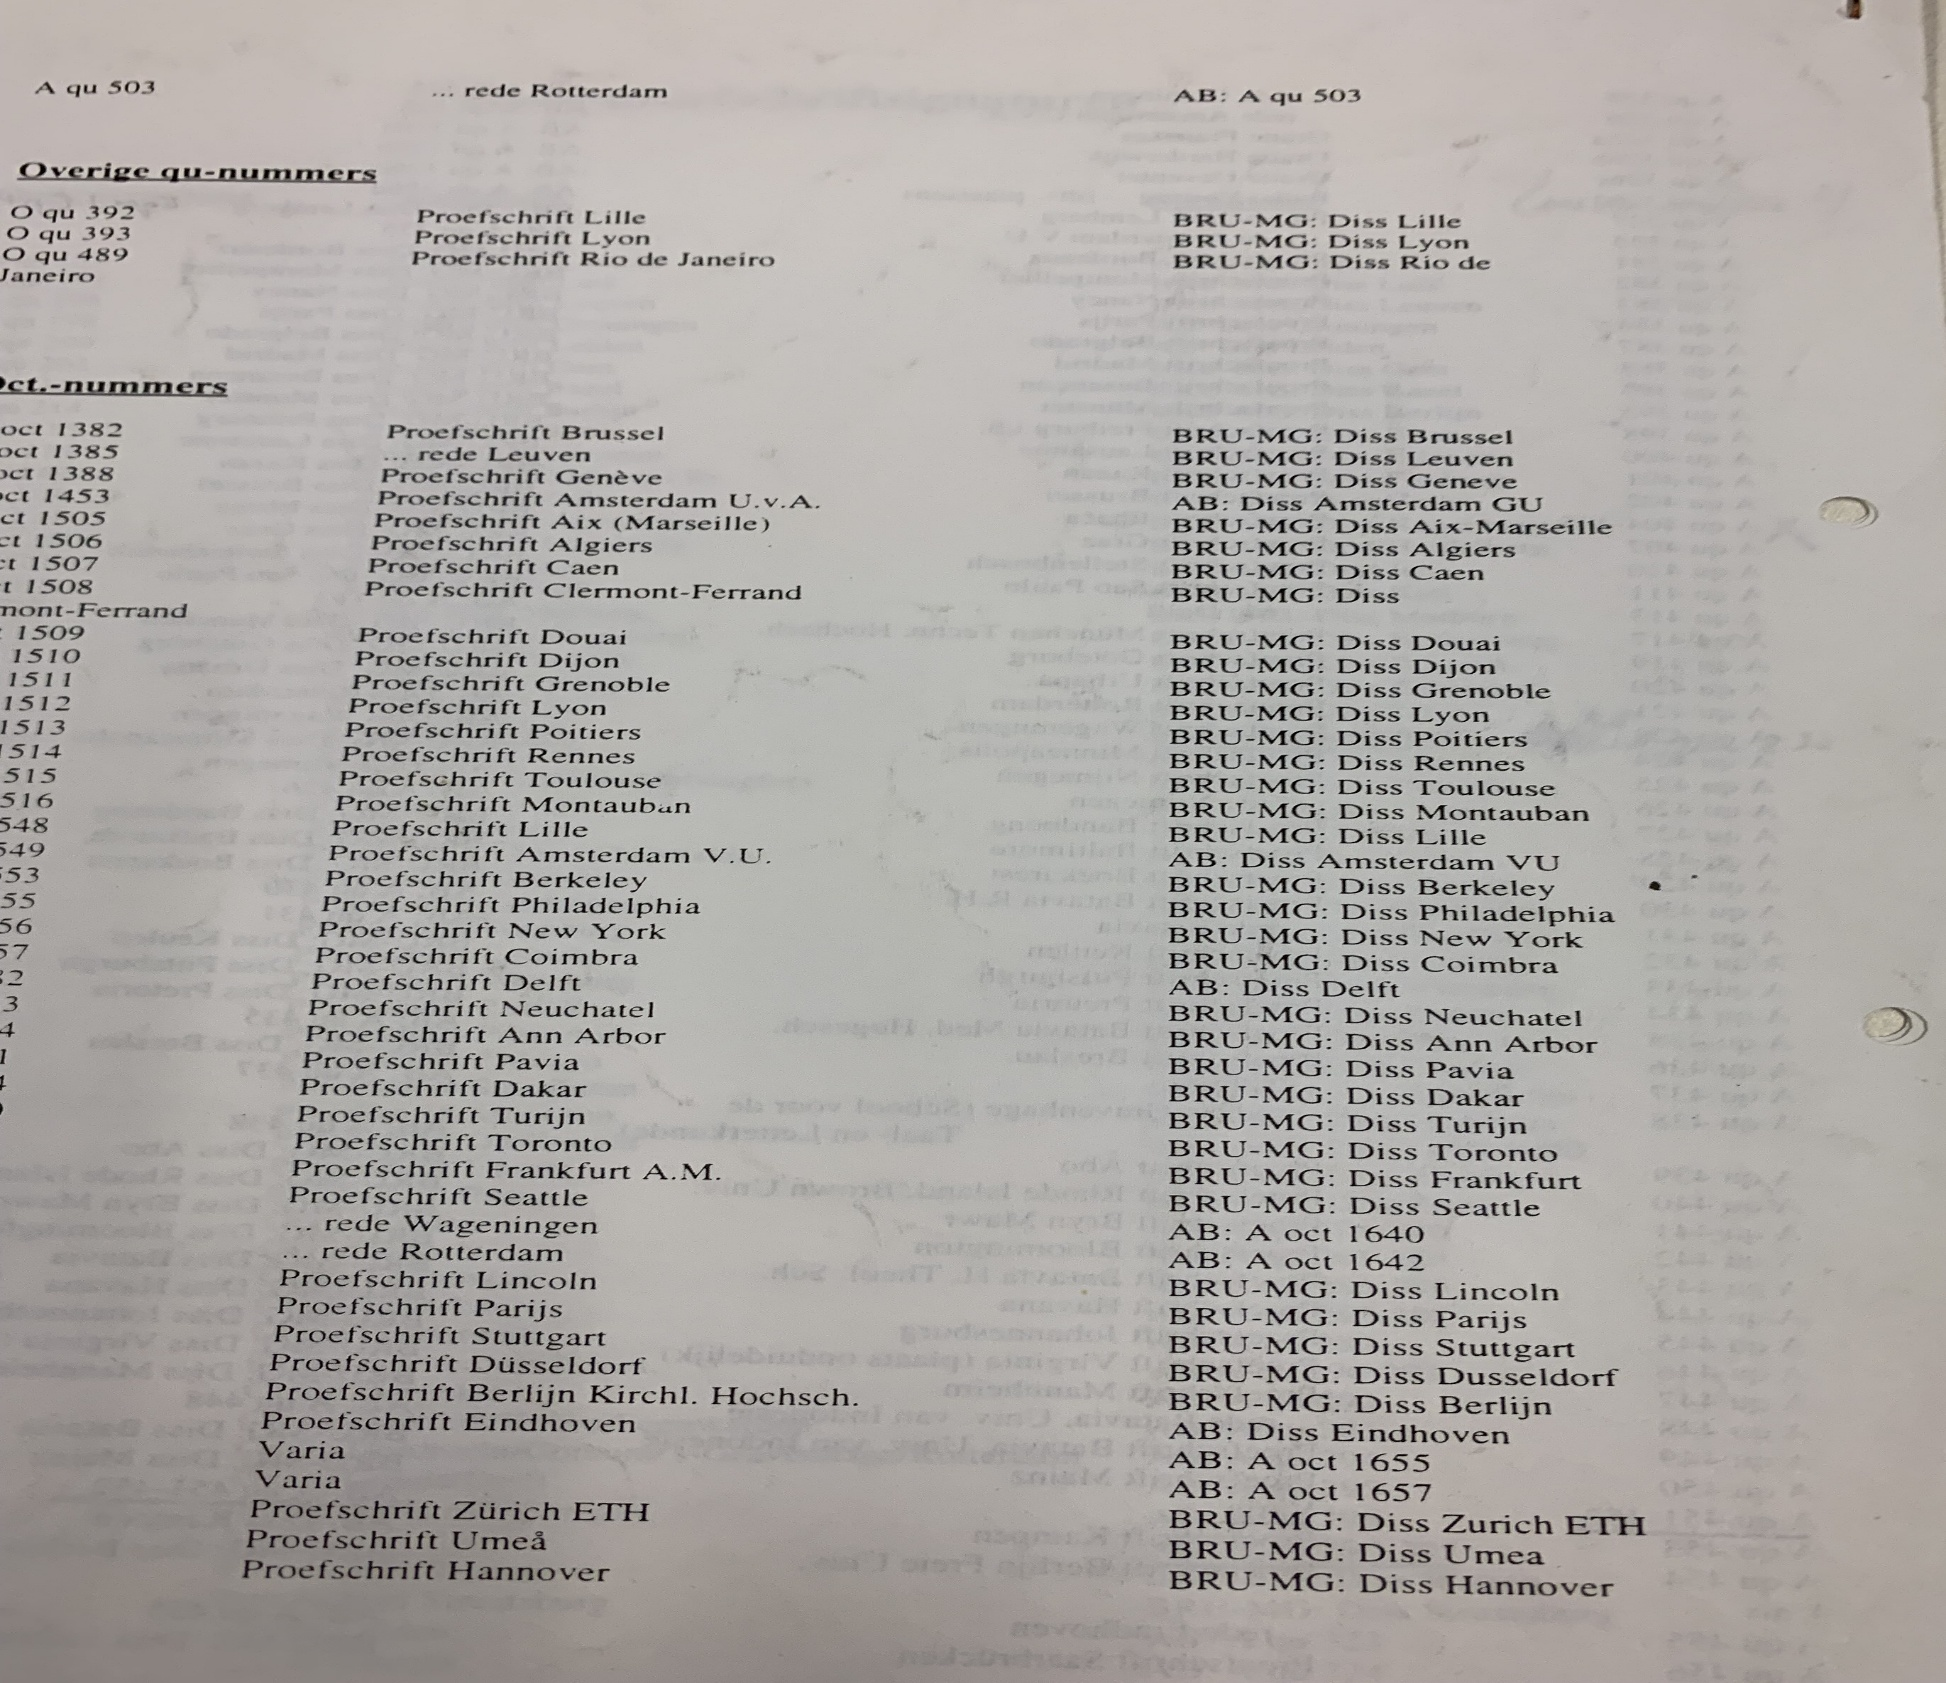 A qu 503 ... rede Rotterdam AB: A qu 503
Overige qu-nummers
O qu 392 Proefschrift Lille BRU-MG: Diss Lille
O qu 393 Proefschrift Lyon BRU-MG: Diss Lyon
O qu 489 Proefschrift Rio de Janeiro BRU-MG: Diss Rio de
Janeiro
Oct.-nummers
oct 1382 Proefschrift Brussel BRU-MG: Diss Brussel
oct 1385 ... rede Leuven BRU-MG: Diss Leuven
oct 1388 Proefschrift Genève BRU-MG: Diss Geneve
oct 1453 Proefschrift Amsterdam U.v.A. AB: Diss Amsterdam GU
ct 1505 Proefschrift Aix (Marseille) BRU-MG: Diss Aix-Marseille
ct 1506 Proefschrift Algiers BRU-MG: Diss Algiers
ct 1507 Proefschrift Caen BRU-MG: Diss Caen
t 1508 Proefschrift Clermont-Ferrand BRU-MG: Diss
mont-Ferrand
1509 Proefschrift Douai BRU-MG: Diss Douai
1510 Proefschrift Dijon BRU-MG: Diss Dijon
1511 Proefschrift Grenoble BRU-MG: Diss Grenoble
1512 Proefschrift Lyon BRU-MG: Diss Lyon
1513 Proefschrift Poitiers BRU-MG: Diss Poitiers
1514 Proefschrift Rennes BRU-MG: Diss Rennes
515 Proefschrift Toulouse BRU-MG: Diss Toulouse
516 Proefschrift Montauban BRU-MG: Diss Montauban
548 Proefschrift Lille BRU-MG: Diss Lille
549 Proefschrift Amsterdam V.U. AB: Diss Amsterdam VU
53 Proefschrift Berkeley BRU-MG: Diss Berkeley
55 Proefschrift Philadelphia BRU-MG: Diss Philadelphia
56 Proefschrift New York BRU-MG: Diss New York
57 Proefschrift Coimbra BRU-MG: Diss Coimbra
2 Proefschrift Delft AB: Diss Delft
3 Proefschrift Neuchatel BRU-MG: Diss Neuchatel
4 Proefschrift Ann Arbor BRU-MG: Diss Ann Arbor
1 Proefschrift Pavia BRU-MG: Diss Pavia
Proefschrift Dakar BRU-MG: Diss Dakar
Proefschrift Turijn BRU-MG: Diss Turijn
Proefschrift Toronto BRU-MG: Diss Toronto
Proefschrift Frankfurt A.M. BRU-MG: Diss Frankfurt
Proefschrift Seattle BRU-MG: Diss Seattle
... rede Wageningen AB: A oct 1640
... rede Rotterdam AB: A oct 1642
Proefschrift Lincoln BRU-MG: Diss Lincoln
Proefschrift Parijs BRU-MG: Diss Parijs
Proefschrift Stuttgart BRU-MG: Diss Stuttgart
Proefschrift Düsseldorf BRU-MG: Diss Dusseldorf
Proefschrift Berlijn Kirchl. Hochsch. BRU-MG: Diss Berlijn
Proefschrift Eindhoven AB: Diss Eindhoven
Varia AB: A oct 1655
Varia AB: A oct 1657
Proefschrift Zürich ETH BRU-MG: Diss Zurich ETH
Proefschrift Umeå BRU-MG: Diss Umea
Proefschrift Hannover BRU-MG: Diss Hannover